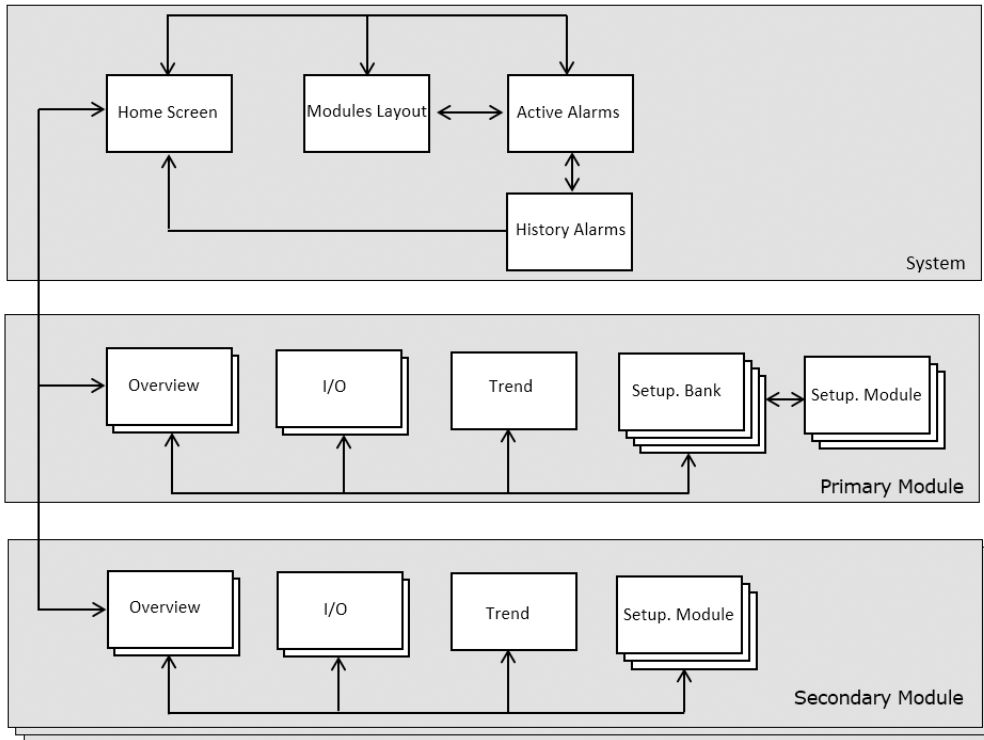 Home Screen
Modules Layout
Active Alarms
History Alarms
System
Overview
I/O
Trend
Setup. Bank
Setup. Module
Primary Module
Overview
I/O
Trend
Setup. Module
Secondary Module